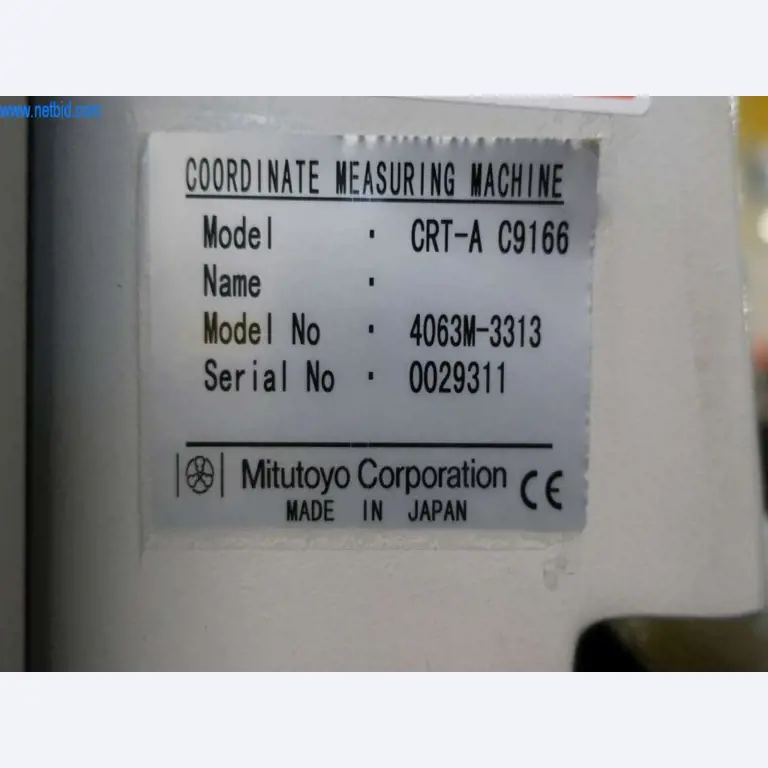 www.netbid.com
COORDINATE MEASURING MACHINE
Model · CRT-A C9166
Name ·
Model No · 4063M-3313
Serial No · 0029311
Mitutoyo Corporation CE
MADE IN JAPAN